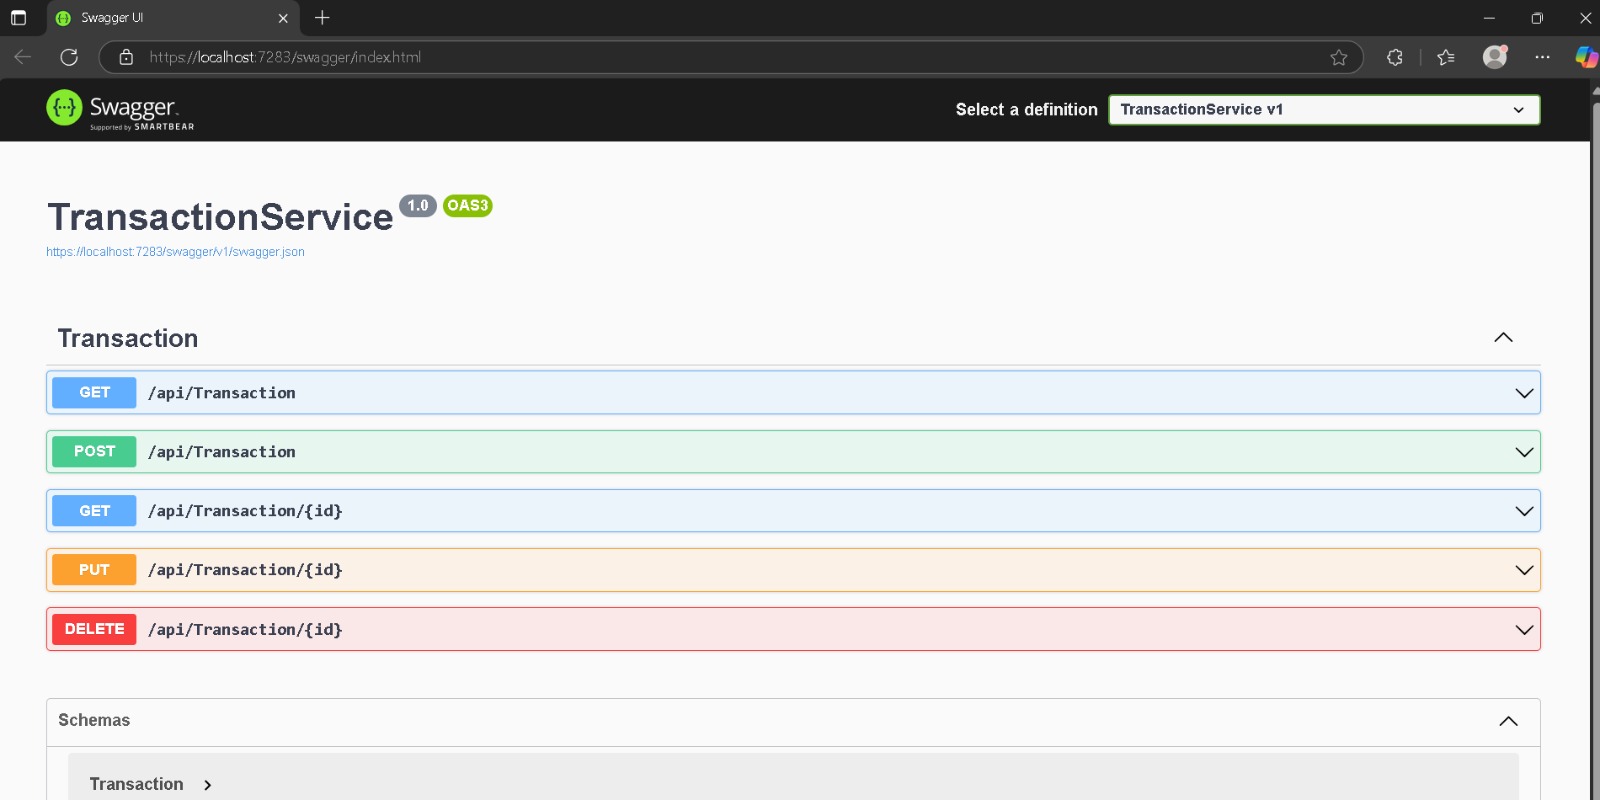 Swagger UI
https://localhost:7283/swagger/index.html
Swagger
Supported by SMARTBEAR
Select a definition
TransactionService v1
TransactionService 1.0 OAS3
https://localhost:7283/swagger/v1/swagger.json
Transaction
GET /api/Transaction
POST /api/Transaction
GET /api/Transaction/{id}
PUT /api/Transaction/{id}
DELETE /api/Transaction/{id}
Schemas
Transaction